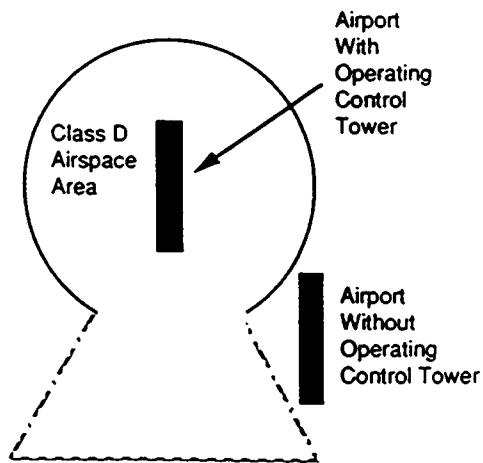 Airport
With
Operating
Control
Tower
Class D
Airspace
Area
Airport
Without
Operating
Control Tower